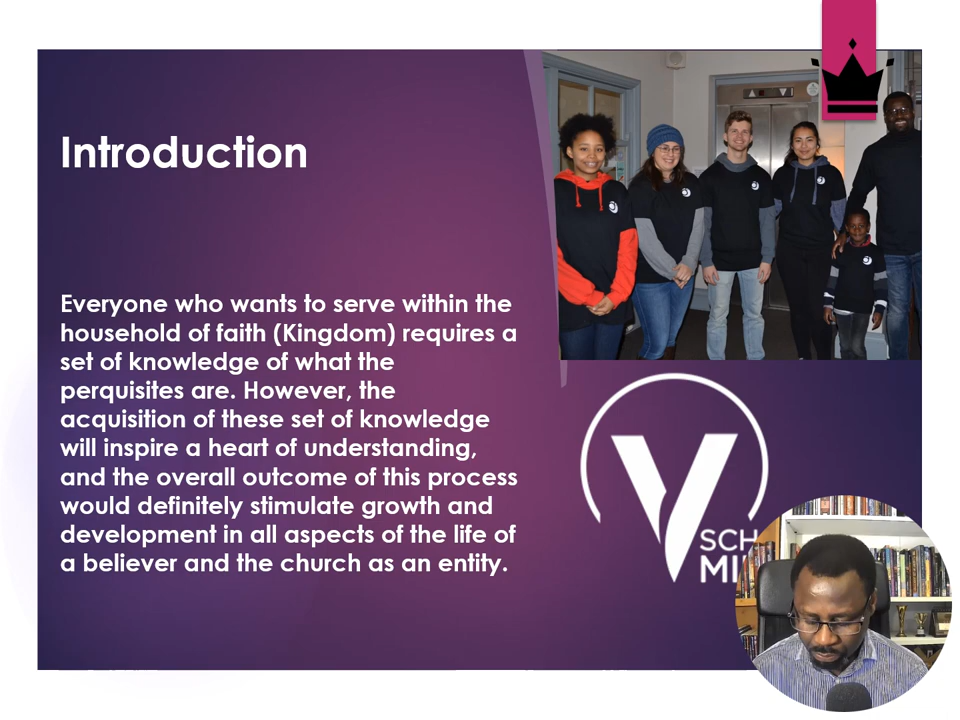 Introduction
Everyone who wants to serve within the
household of faith (Kingdom) requires a
set of knowledge of what the
perquisites are. However, the
acquisition of these set of knowledge
will inspire a heart of understanding,
and the overall outcome of this process
would definitely stimulate growth and
development in all aspects of the life of
a believer and the church as an entity.
V
SCH
MI